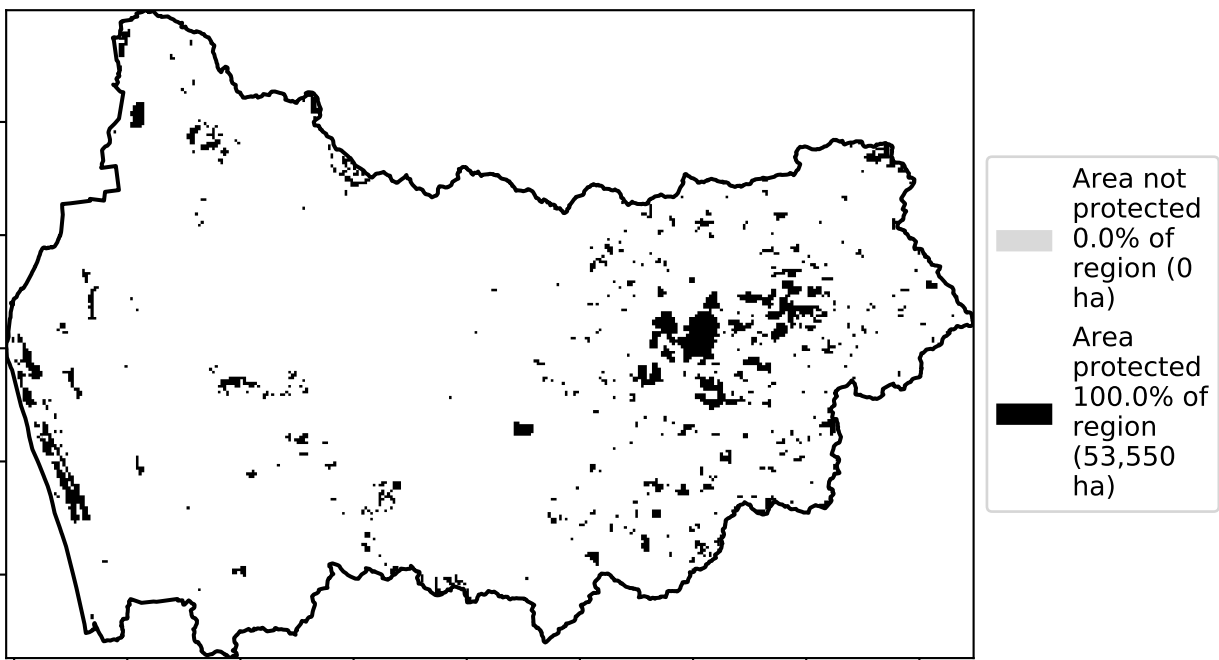 Area not
protected
0.0% of
region (0
ha)
Area
protected
100.0% of
region
(53,550
ha)